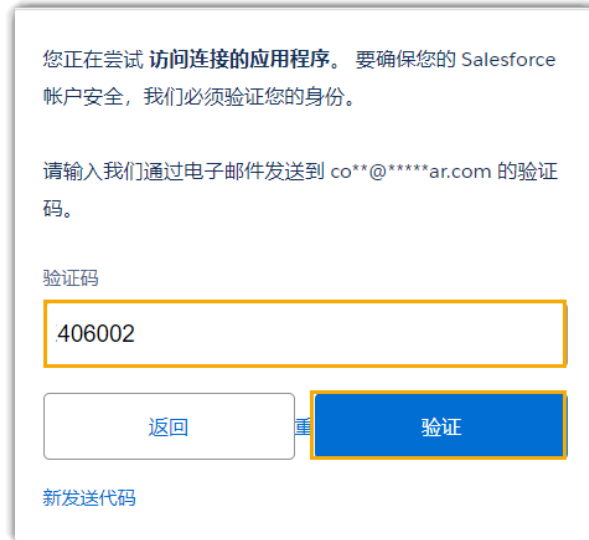 您正在尝试 访问连接的应用程序。 要确保您的 Salesforce
帐户安全，我们必须验证您的身份。
请输入我们通过电子邮件发送到 co**@*****ar.com 的验证
码。
验证码
406002
返回
重
验证
新发送代码